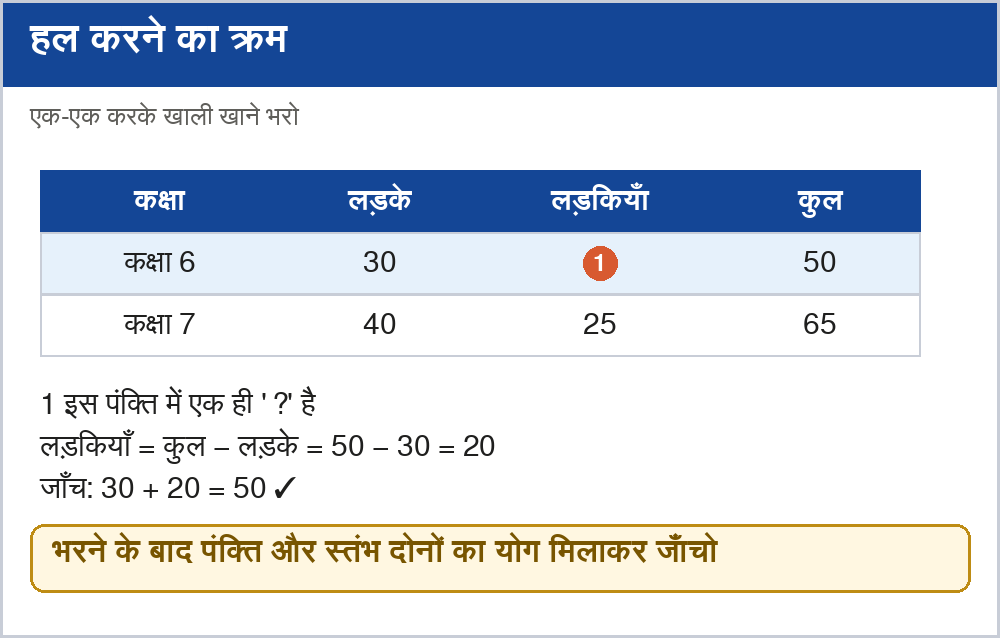 हल करने का क्रम
एक-एक करके खाली खाने भरो
कक्षा लड़के लड़कियाँ कुल
कक्षा 6 30 1 50
कक्षा 7 40 25 65
1 इस पंक्ति में एक ही '?' है
लड़कियाँ = कुल − लड़के = 50 − 30 = 20
जाँच: 30 + 20 = 50 ✓
भरने के बाद पंक्ति और स्तंभ दोनों का योग मिलाकर जाँचो